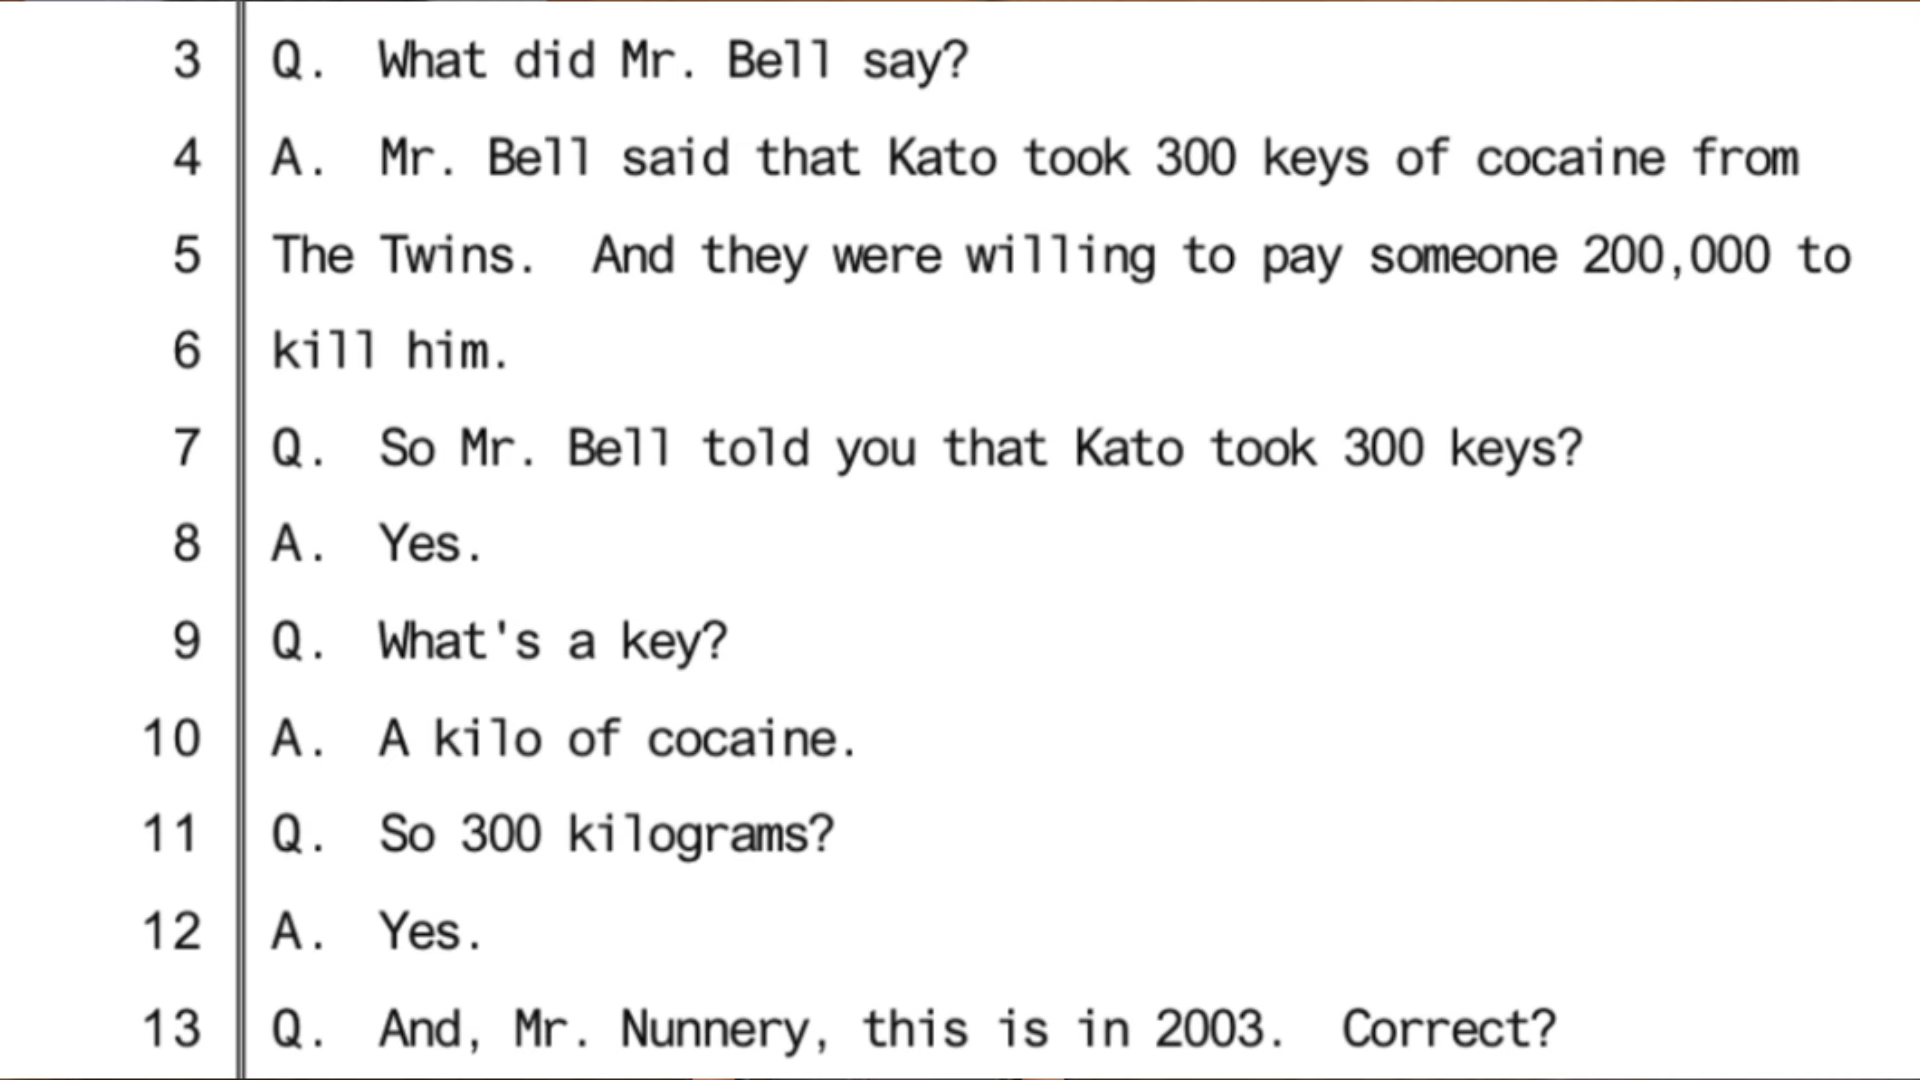 3 Q. What did Mr. Bell say?
4 A. Mr. Bell said that Kato took 300 keys of cocaine from
5 The Twins. And they were willing to pay someone 200,000 to
6 kill him.
7 Q. So Mr. Bell told you that Kato took 300 keys?
8 A. Yes.
9 Q. What's a key?
10 A. A kilo of cocaine.
11 Q. So 300 kilograms?
12 A. Yes.
13 Q. And, Mr. Nunnery, this is in 2003. Correct?